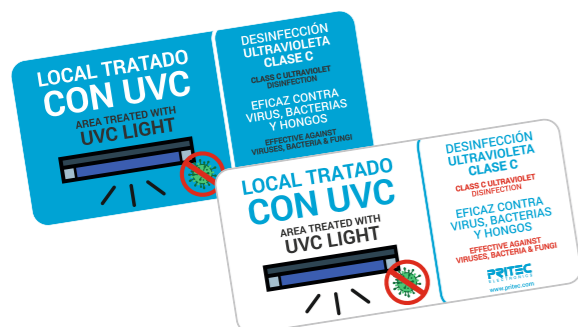 LOCAL TRATADO
CON UVC
AREA TREATED WITH
UVC LIGHT
DESINFECCIÓN
ULTRAVIOLETA
CLASE C
CLASS C ULTRAVIOLET
DISINFECTION
EFICAZ CONTRA
VIRUS, BACTERIAS
Y HONGOS
EFFECTIVE AGAINST
VIRUSES, BACTERIA & FUNGI
LOCAL TRATADO
CON UVC
AREA TREATED WITH
UVC LIGHT
DESINFECCIÓN
ULTRAVIOLETA
CLASE C
CLASS C ULTRAVIOLET
DISINFECTION
EFICAZ CONTRA
VIRUS, BACTERIAS
Y HONGOS
EFFECTIVE AGAINST
VIRUSES, BACTERIA & FUNGI
PRITEC
ELECTRONICS
www.pritec.com